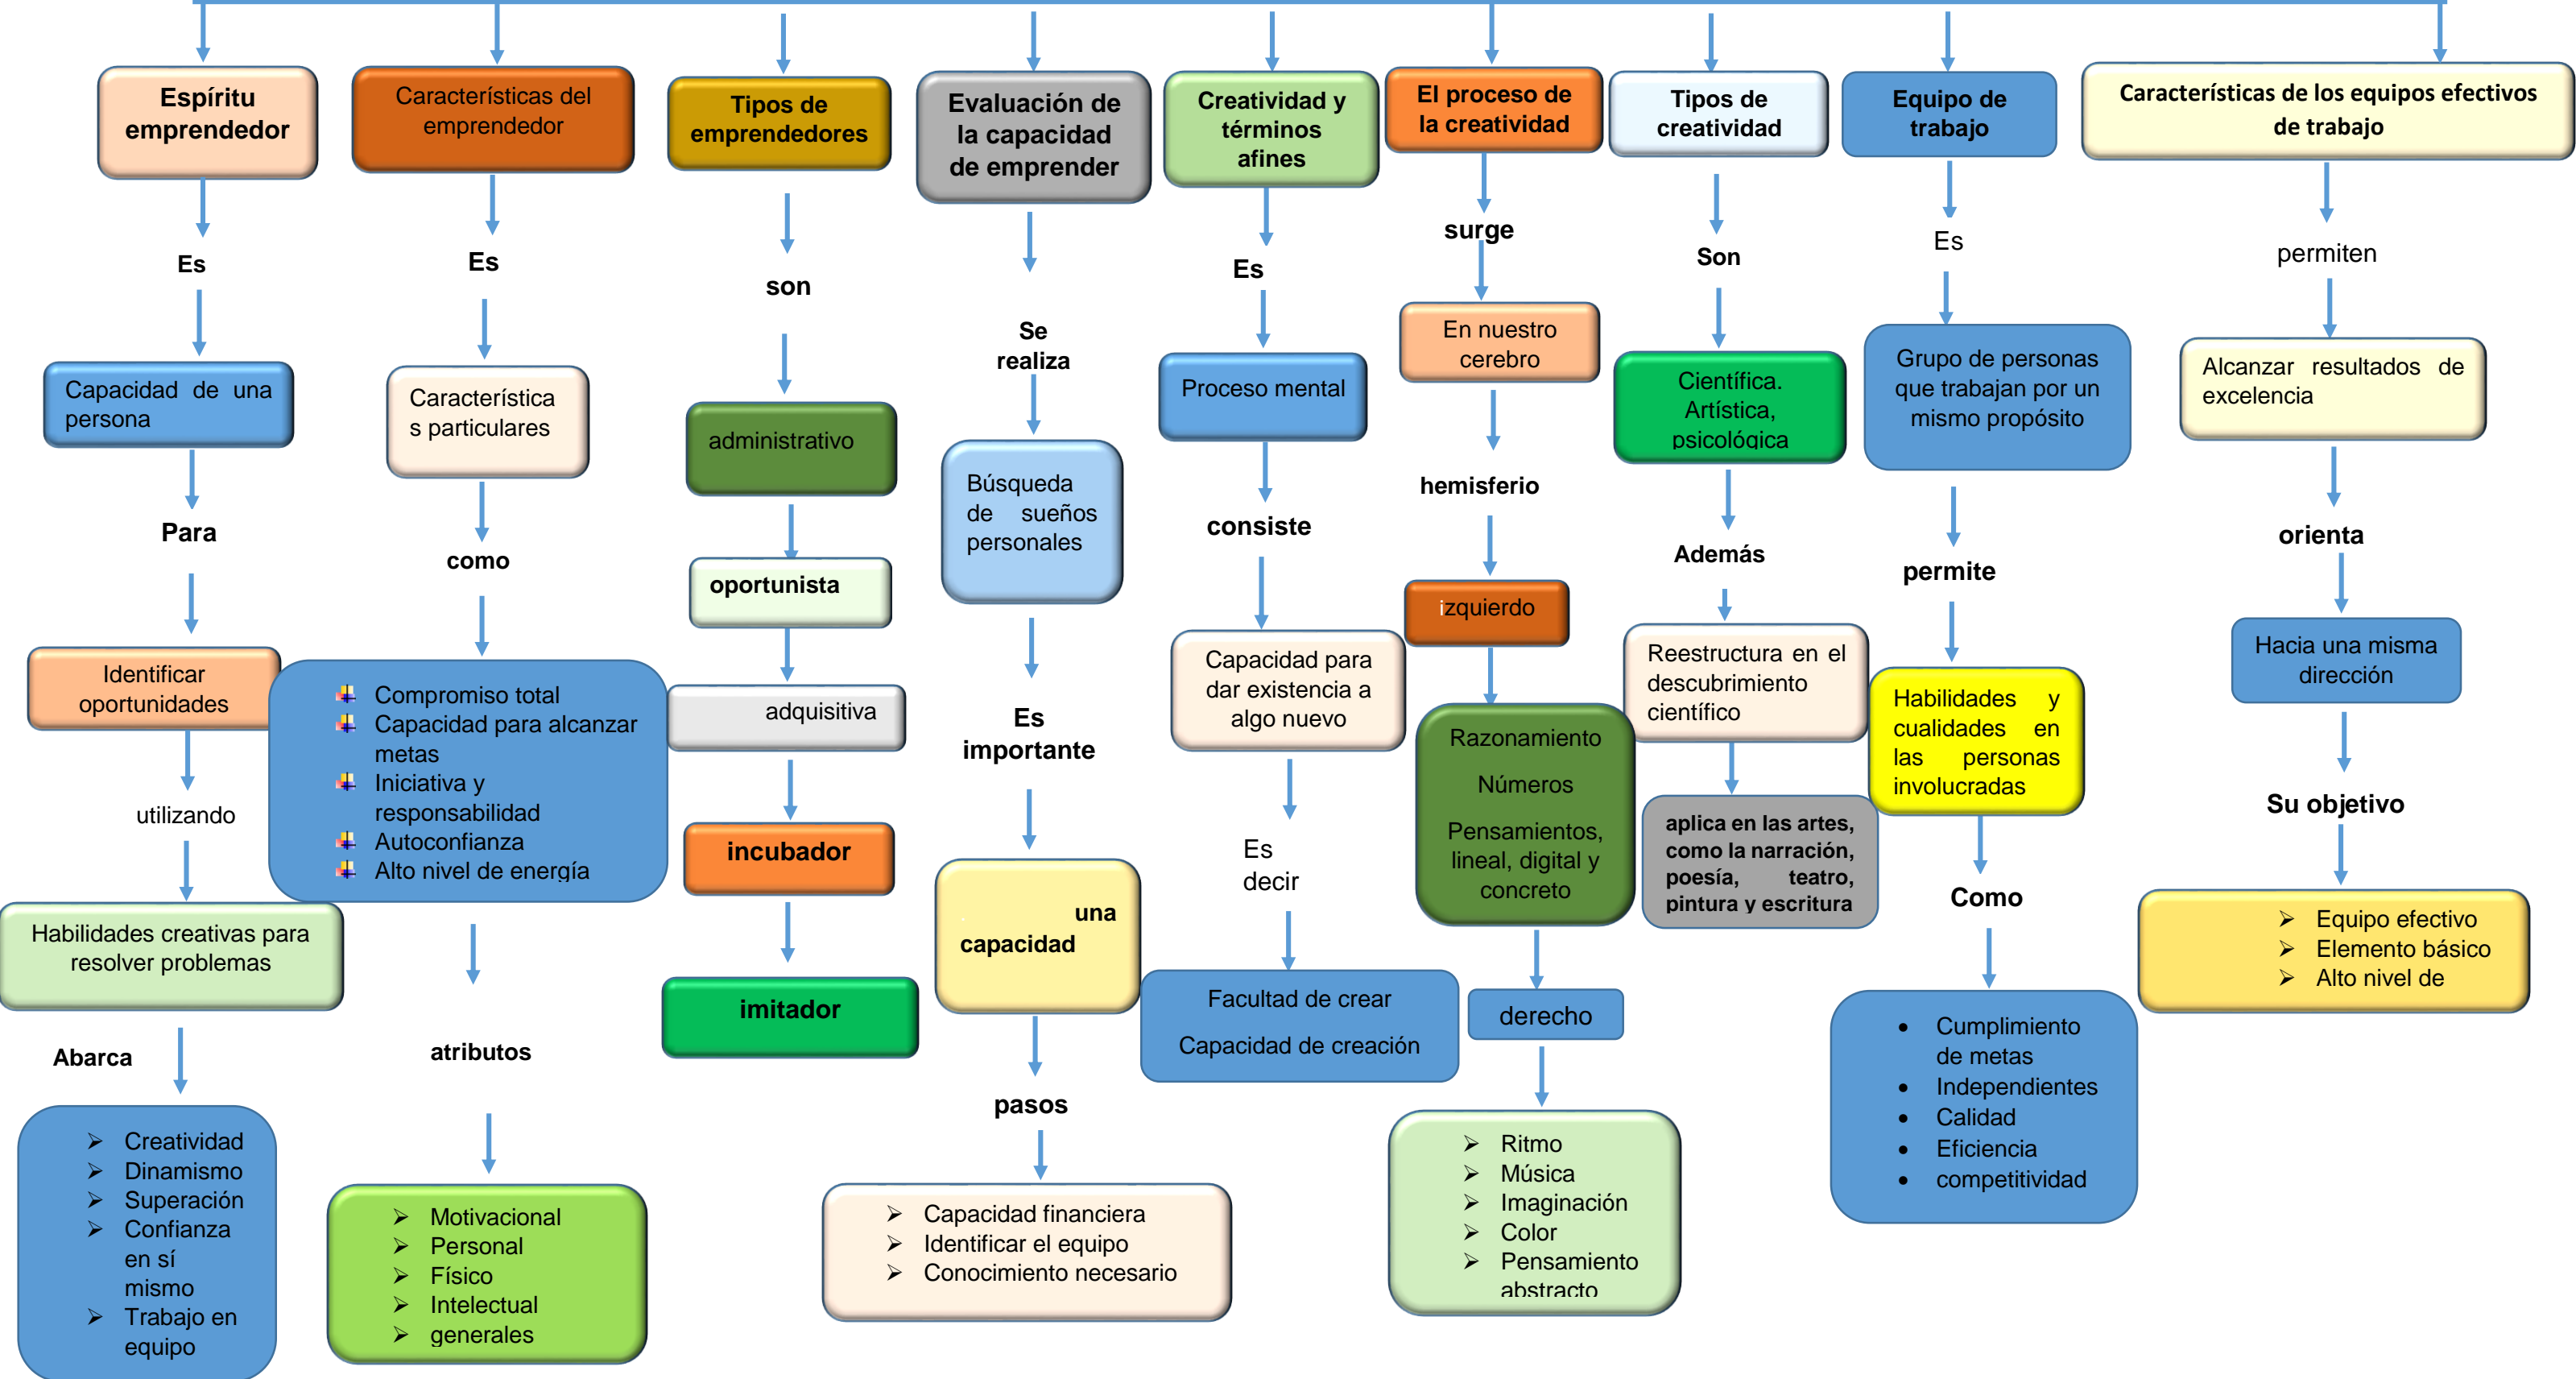 Espíritu
emprendedor
Es
Capacidad de una
persona
Para
Identificar
oportunidades
utilizando
Habilidades creativas para
resolver problemas
Abarca
Creatividad
Dinamismo
Superación
Confianza
en sí
mismo
Trabajo en
equipo
Características del
emprendedor
Es
Característica
s particulares
como
Compromiso total
Capacidad para alcanzar
metas
Iniciativa y
responsabilidad
Autoconfianza
Alto nivel de energía
atributos
Motivacional
Personal
Físico
Intelectual
generales
Tipos de
emprendedores
son
administrativo
oportunista
adquisitiva
incubador
imitador
Evaluación de
la capacidad
de emprender
Se
realiza
Búsqueda
de sueños
personales
Es
importante
. una
capacidad
pasos
Capacidad financiera
Identificar el equipo
Conocimiento necesario
Creatividad y
términos
afines
Es
Proceso mental
consiste
Capacidad para
dar existencia a
algo nuevo
Es
decir
Facultad de crear
Capacidad de creación
El proceso de
la creatividad
surge
En nuestro
cerebro
hemisferio
izquierdo
Razonamiento
Números
Pensamientos,
lineal, digital y
concreto
derecho
Ritmo
Música
Imaginación
Color
Pensamiento
abstracto
Tipos de
creatividad
Son
Científica.
Artística,
psicológica
Además
Reestructura en el
descubrimiento
científico
aplica en las artes,
como la narración,
poesía, teatro,
pintura y escritura
Equipo de
trabajo
Es
Grupo de personas
que trabajan por un
mismo propósito
permite
Habilidades y
cualidades en
las personas
involucradas
Como
Cumplimiento
de metas
Independientes
Calidad
Eficiencia
competitividad
Características de los equipos efectivos
de trabajo
permiten
Alcanzar resultados de
excelencia
orienta
Hacia una misma
dirección
Su objetivo
Equipo efectivo
Elemento básico
Alto nivel de